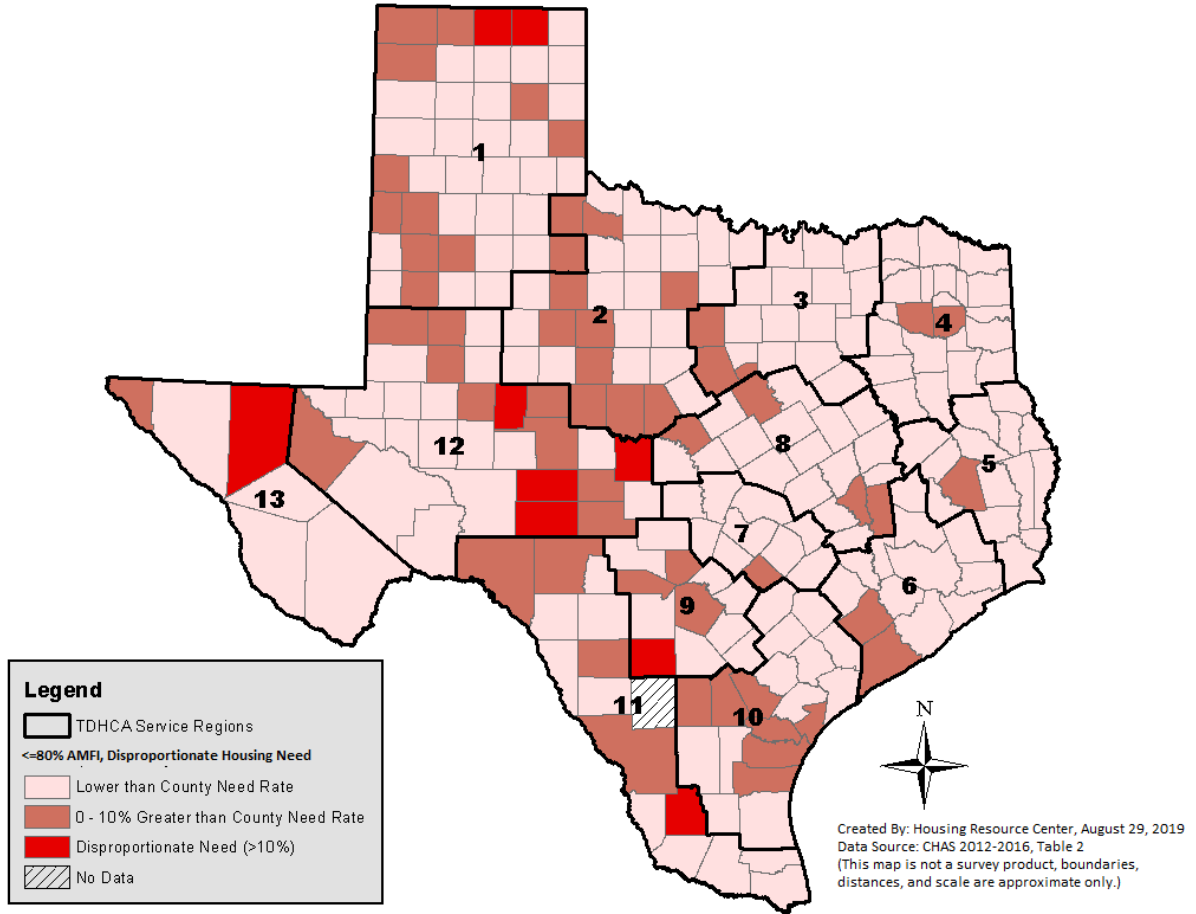 1
2
3
4
12
8
5
13
7
6
9
11
10
Legend
TDHCA Service Regions
<=80% AMFI, Disproportionate Housing Need
Lower than County Need Rate
0 - 10% Greater than County Need Rate
Disproportionate Need (>10%)
No Data
N
Created By: Housing Resource Center, August 29, 2019
Data Source: CHAS 2012-2016, Table 2
(This map is not a survey product, boundaries,
distances, and scale are approximate only.)